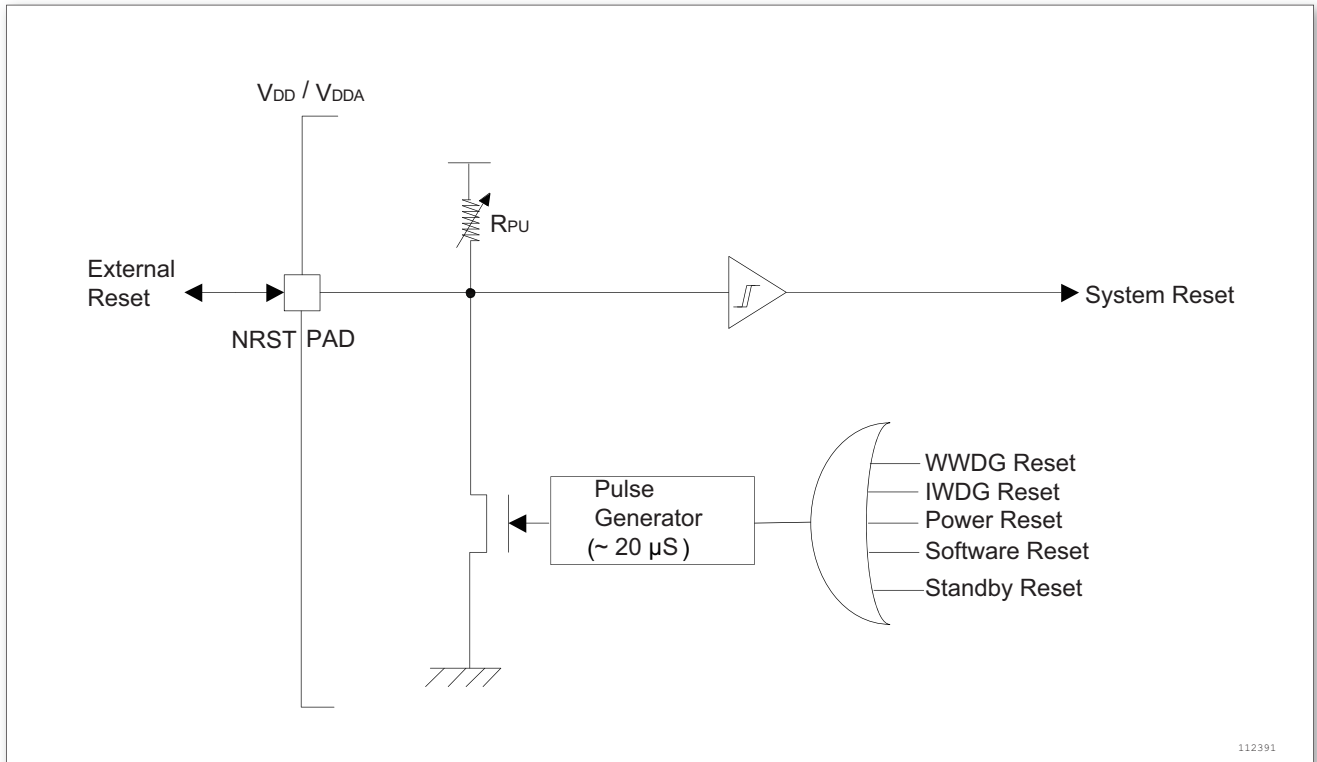 VDD / VDDA
RPU
External
Reset
System Reset
NRST PAD
WWDG Reset
IWDG Reset
Power Reset
Software Reset
Standby Reset
Pulse
Generator
(~ 20 µS)
112391